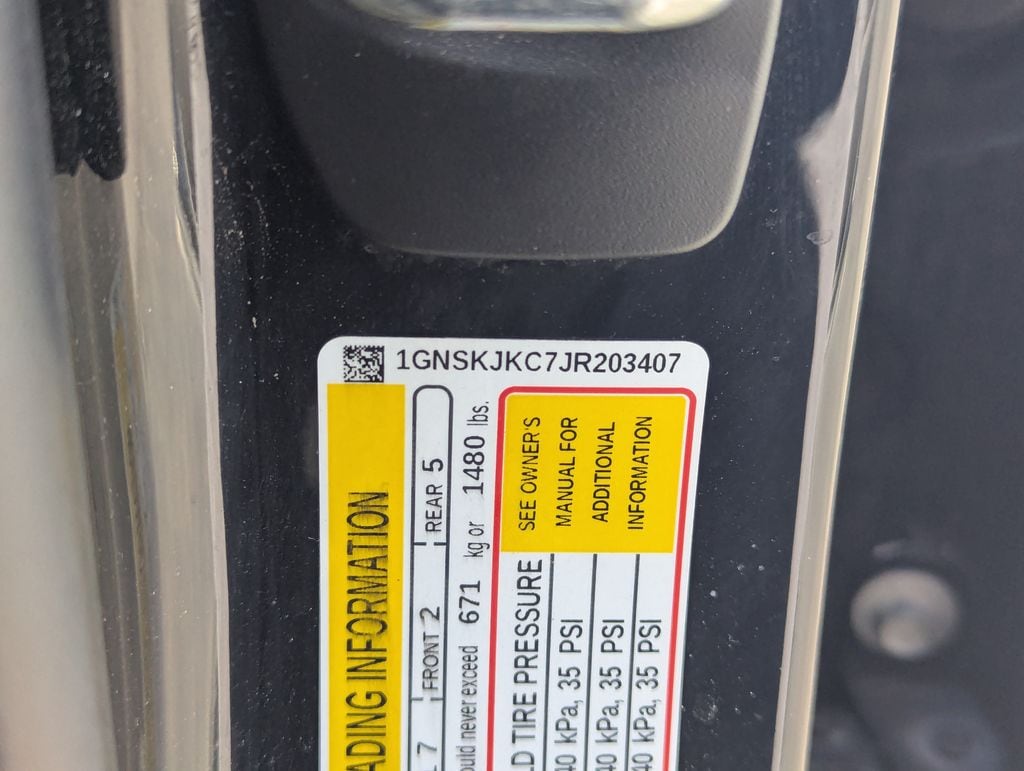 1GNSKJKC7JR203407
ADING INFORMATION
L 7 FRONT 2 REAR 5
ould never exceed 671 kg or 1480 lbs.
LD TIRE PRESSURE
SEE OWNER'S
MANUAL FOR
ADDITIONAL
INFORMATION
40 kPa, 35 PSI
40 kPa, 35 PSI
40 kPa, 35 PSI